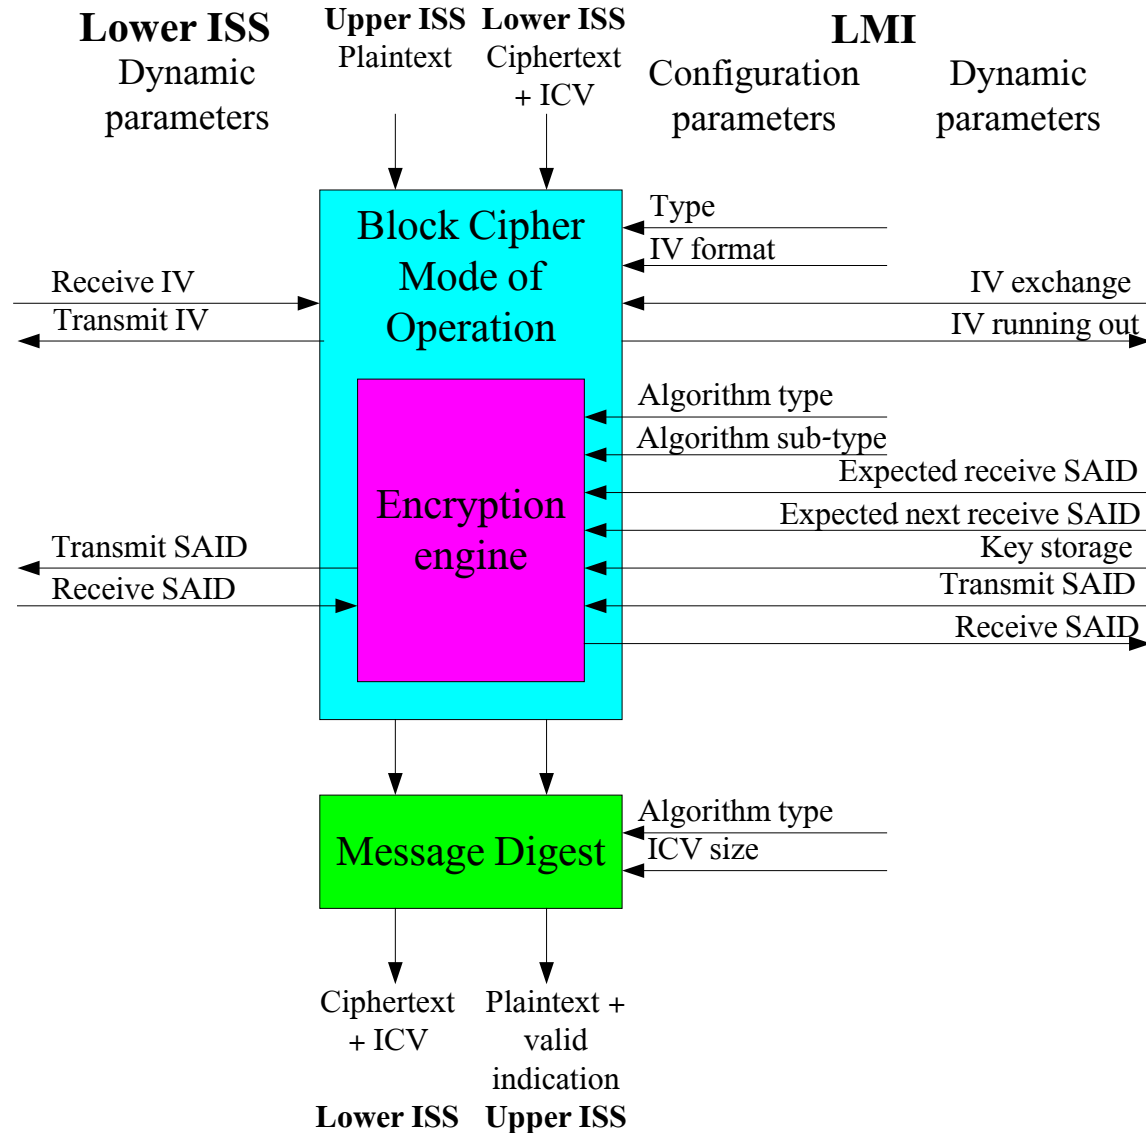 Lower ISS
Dynamic
parameters
Upper ISS
Plaintext
Lower ISS
Ciphertext
+ ICV
LMI
Configuration
parameters
Dynamic
parameters
Block Cipher
Mode of
Operation
Type
IV format
Receive IV
Transmit IV
IV exchange
IV running out
Encryption
engine
Algorithm type
Algorithm sub-type
Expected receive SAID
Expected next receive SAID
Key storage
Transmit SAID
Receive SAID
Transmit SAID
Receive SAID
Message Digest
Algorithm type
ICV size
Ciphertext
+ ICV
Lower ISS
Plaintext +
valid
indication
Upper ISS